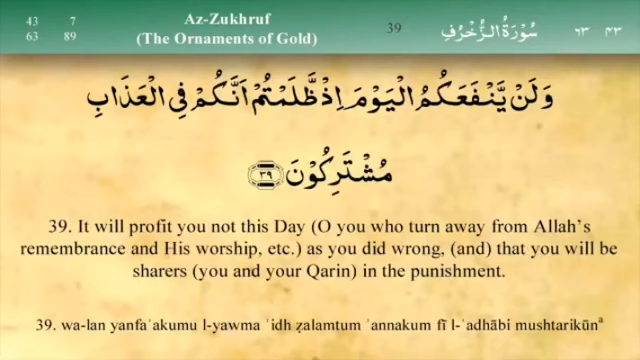 43 7 Az-Zukhruf 39 سُورَةُ الزُّخْرُفِ ٦٣ ٤٣
63 89 (The Ornaments of Gold)
وَلَنْ يَّنْفَعَكُمُ الْيَوْمَ اِذْ ظَّلَمْتُمْ اَنَّكُمْ فِى الْعَذَابِ
مُشْتَرِكُوْنَ ٣٩
39. It will profit you not this Day (O you who turn away from Allah's
remembrance and His worship, etc.) as you did wrong, (and) that you will be
sharers (you and your Qarin) in the punishment.
39. wa-lan yanfaʿakumu l-yawma ʾidh ẓalamtum ʾannakum fī l-ʿadhābi mushtarikūnᵃ